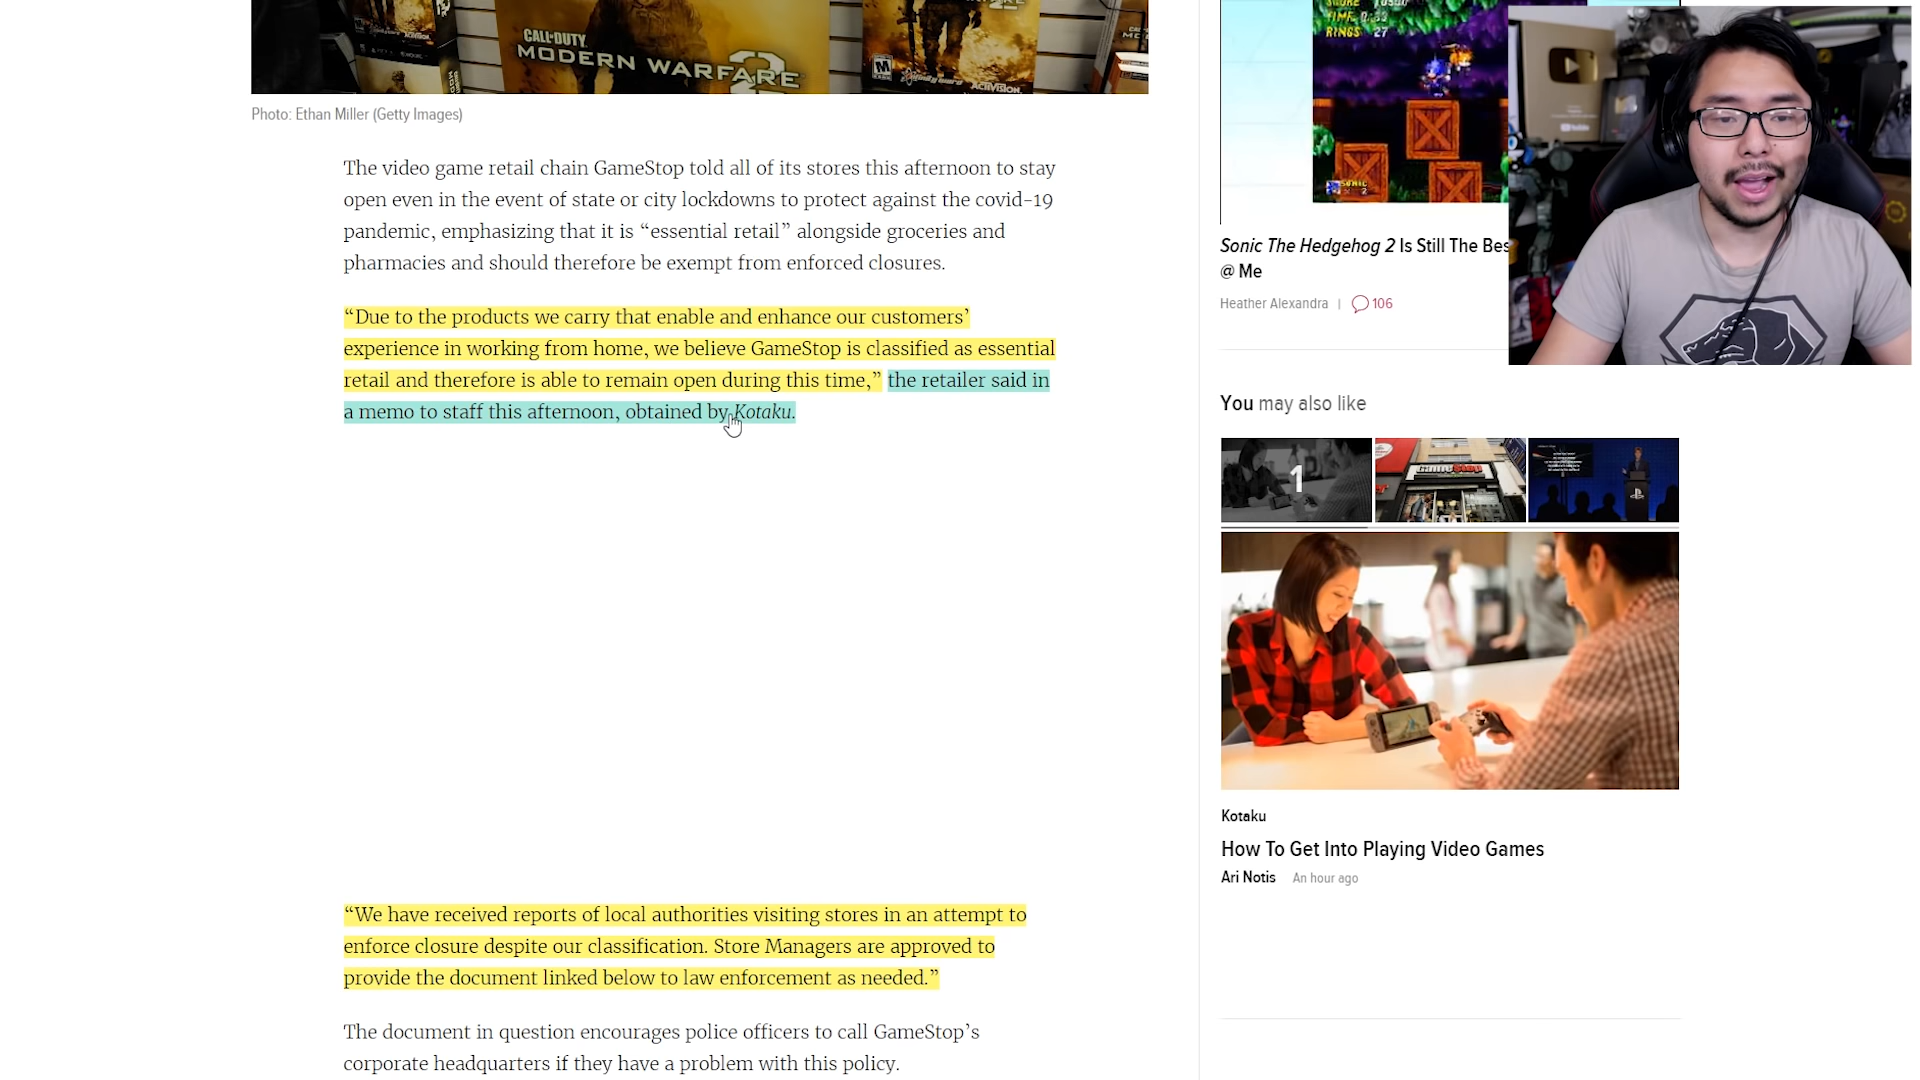 CALL·DUTY
MODERN WARFARE
2
M
ACTIVISION
Photo: Ethan Miller (Getty Images)
The video game retail chain GameStop told all of its stores this afternoon to stay
open even in the event of state or city lockdowns to protect against the covid-19
pandemic, emphasizing that it is “essential retail” alongside groceries and
pharmacies and should therefore be exempt from enforced closures.
“Due to the products we carry that enable and enhance our customers’
experience in working from home, we believe GameStop is classified as essential
retail and therefore is able to remain open during this time,” the retailer said in
a memo to staff this afternoon, obtained by Kotaku.
“We have received reports of local authorities visiting stores in an attempt to
enforce closure despite our classification. Store Managers are approved to
provide the document linked below to law enforcement as needed.”
The document in question encourages police officers to call GameStop’s
corporate headquarters if they have a problem with this policy.
TIME
RINGS 27
SONIC
2
Sonic The Hedgehog 2 Is Still The Bes
@ Me
Heather Alexandra | 106
You may also like
1
GameStop
Kotaku
How To Get Into Playing Video Games
Ari Notis An hour ago